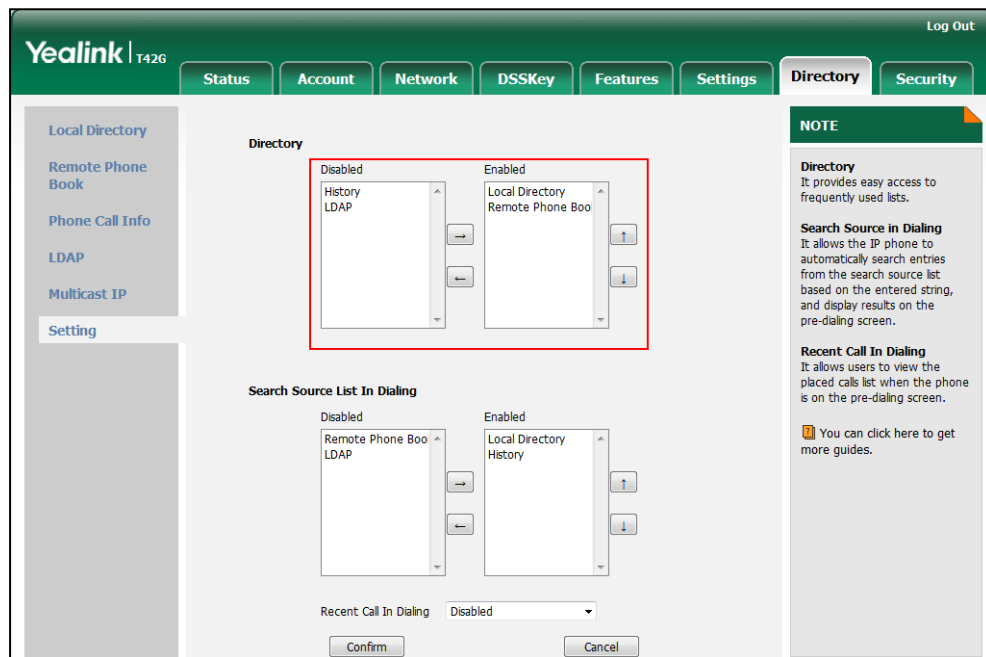 Log Out
Yealink T42G
Status Account Network DSSKey Features Settings Directory Security
Local Directory
Remote Phone
Book
Phone Call Info
LDAP
Multicast IP
Setting
Directory
Disabled Enabled
History
LDAP
Local Directory
Remote Phone Boo
→ ↑
← ↓
Search Source List In Dialing
Disabled Enabled
Remote Phone Boo
LDAP
Local Directory
History
→ ↑
← ↓
Recent Call In Dialing Disabled
Confirm Cancel
NOTE
Directory
It provides easy access to
frequently used lists.
Search Source in Dialing
It allows the IP phone to
automatically search entries
from the search source list
based on the entered string,
and display results on the
pre-dialing screen.
Recent Call In Dialing
It allows users to view the
placed calls list when the phone
is on the pre-dialing screen.
? You can click here to get
more guides.